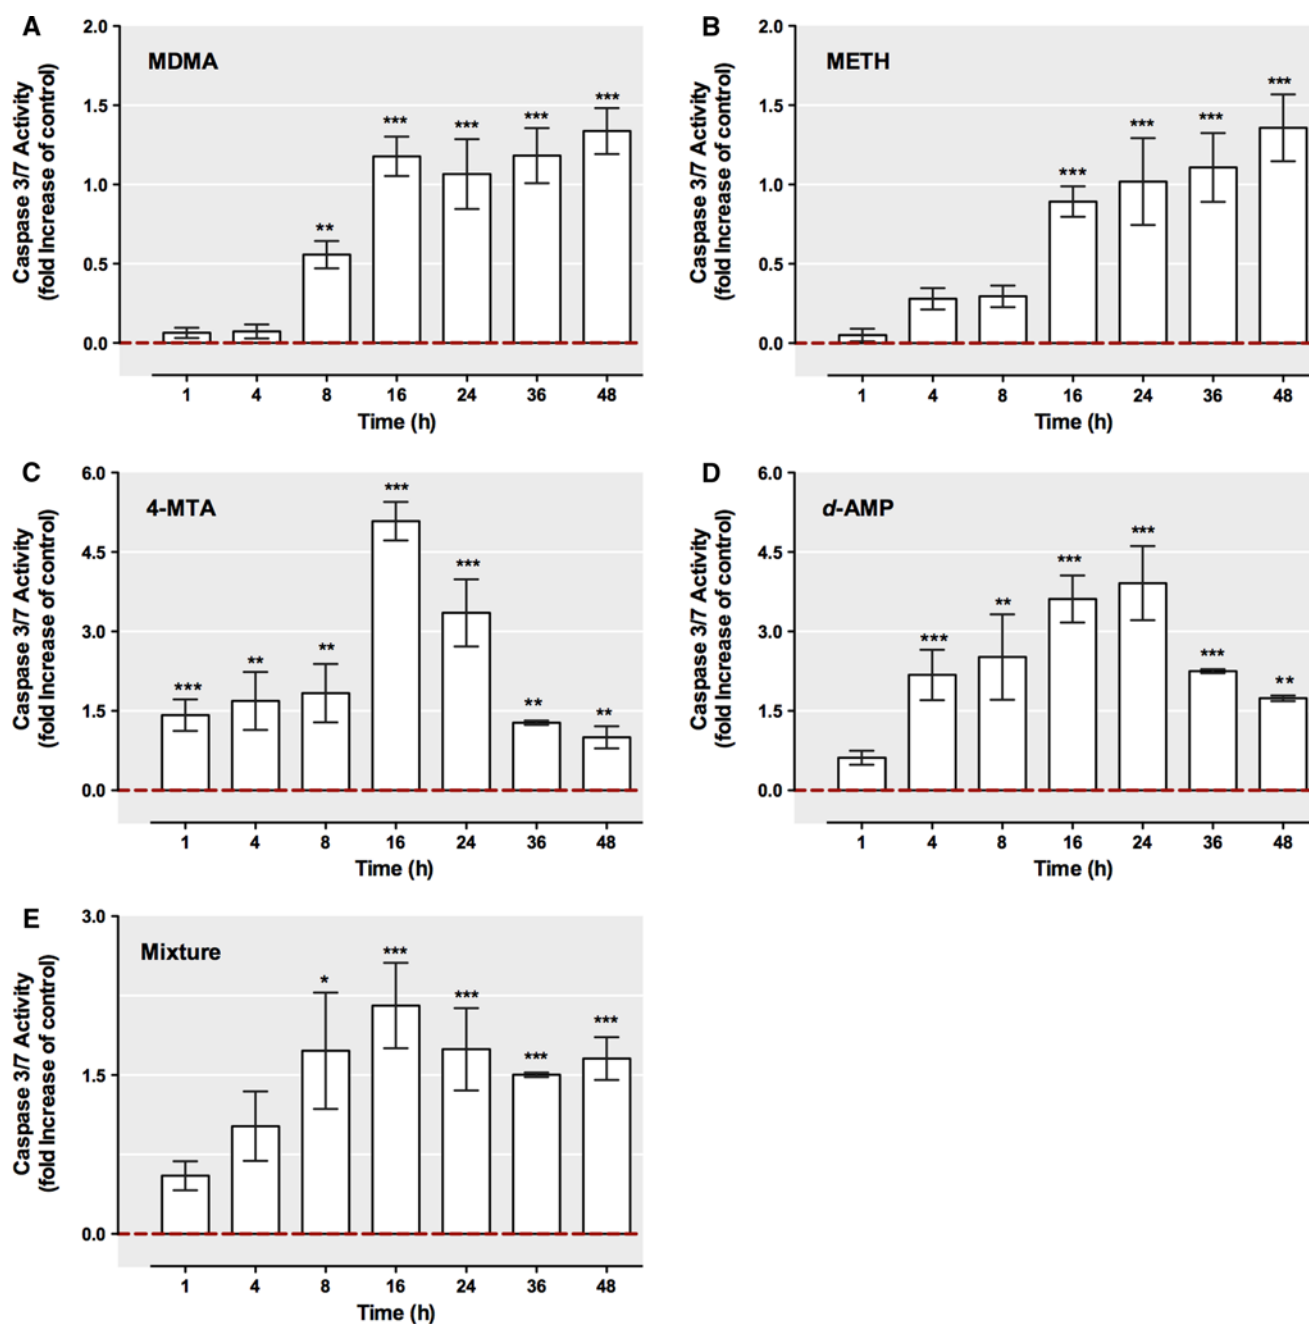 A
MDMA
Caspase 3/7 Activity
(fold Increase of control)
2.0
1.5
1.0
0.5
0.0
** *** *** *** ***
1 4 8 16 24 36 48
Time (h)
B
METH
Caspase 3/7 Activity
(fold Increase of control)
2.0
1.5
1.0
0.5
0.0
*** *** *** ***
1 4 8 16 24 36 48
Time (h)
C
4-MTA
Caspase 3/7 Activity
(fold Increase of control)
6.0
4.5
3.0
1.5
0.0
*** ** ** *** *** ** **
1 4 8 16 24 36 48
Time (h)
D
d-AMP
Caspase 3/7 Activity
(fold Increase of control)
6.0
4.5
3.0
1.5
0.0
*** ** *** *** *** **
1 4 8 16 24 36 48
Time (h)
E
Mixture
Caspase 3/7 Activity
(fold Increase of control)
3.0
1.5
0.0
* *** *** *** ***
1 4 8 16 24 36 48
Time (h)